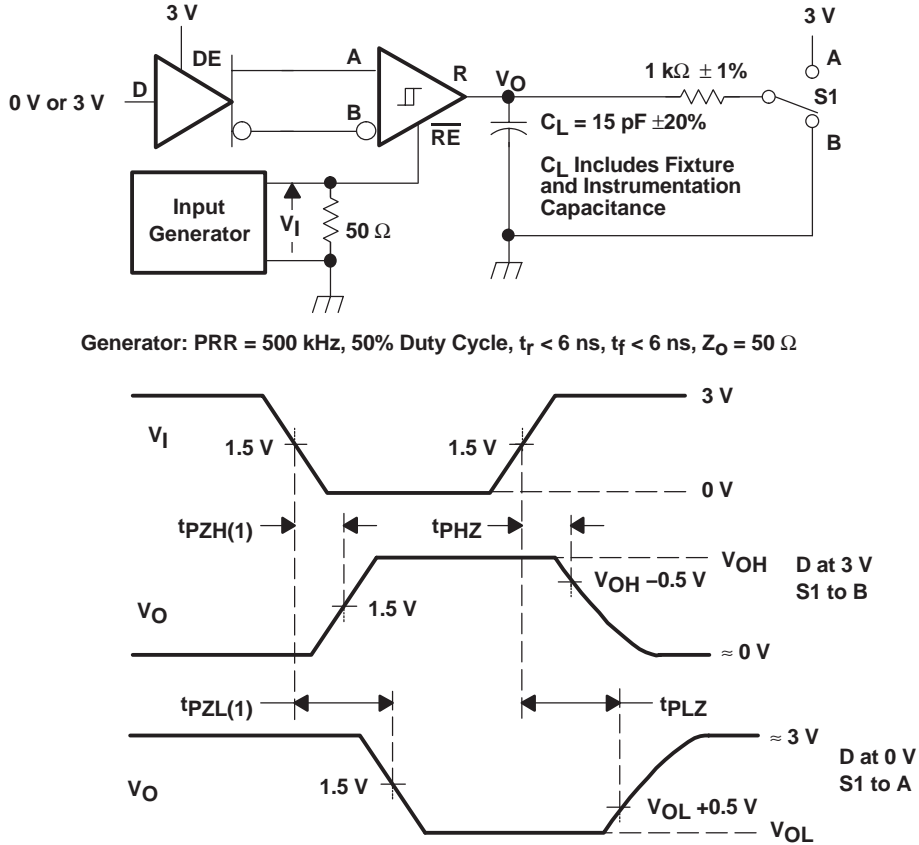 3 V
DE
D
0 V or 3 V
A
B
R
R̅E̅
Input
Generator
VI
50 Ω
VO
CL = 15 pF ±20%
CL Includes Fixture
and Instrumentation
Capacitance
1 kΩ ± 1%
3 V
A
S1
B
Generator: PRR = 500 kHz, 50% Duty Cycle, tr < 6 ns, tf < 6 ns, Zo = 50 Ω
VI
1.5 V
1.5 V
3 V
0 V
tPZH(1)
tPHZ
VO
1.5 V
VOH −0.5 V
VOH
≈ 0 V
D at 3 V
S1 to B
tPZL(1)
tPLZ
VO
1.5 V
VOL +0.5 V
≈ 3 V
VOL
D at 0 V
S1 to A